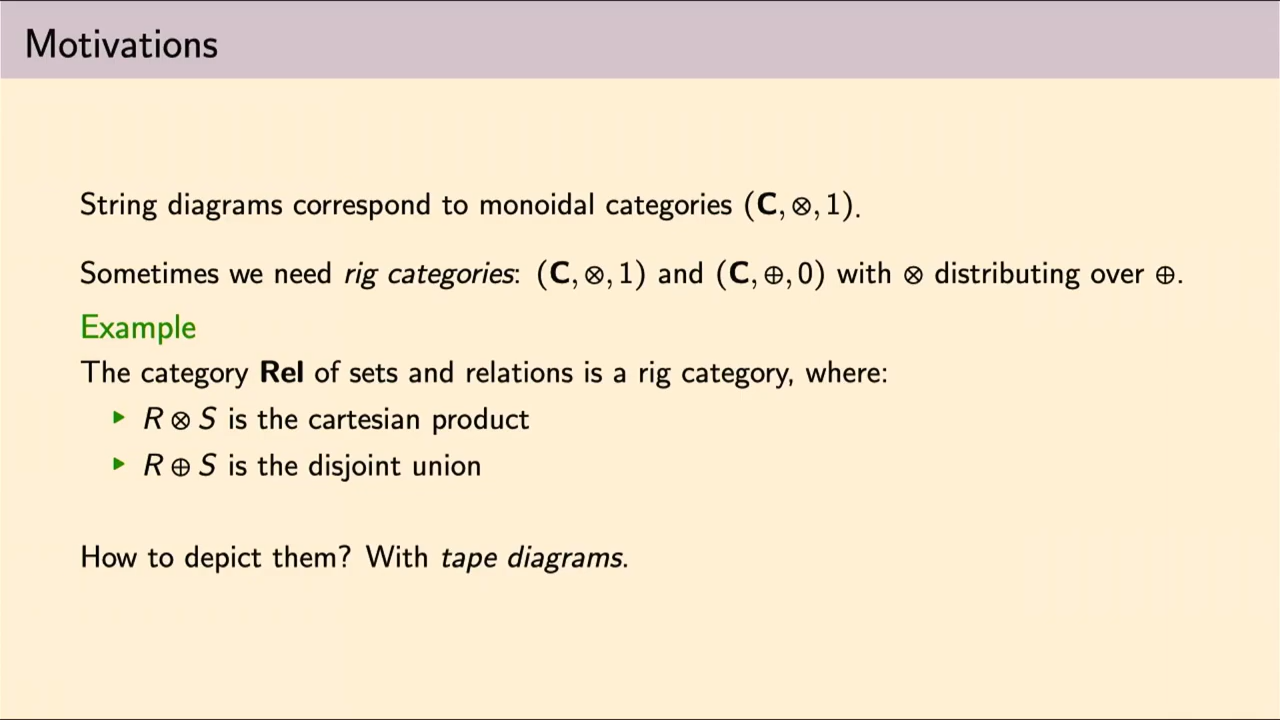 Motivations
String diagrams correspond to monoidal categories (C, ⊗, 1).
Sometimes we need rig categories: (C, ⊗, 1) and (C, ⊕, 0) with ⊗ distributing over ⊕.
Example
The category Rel of sets and relations is a rig category, where:
▸ R ⊗ S is the cartesian product
▸ R ⊕ S is the disjoint union
How to depict them? With tape diagrams.